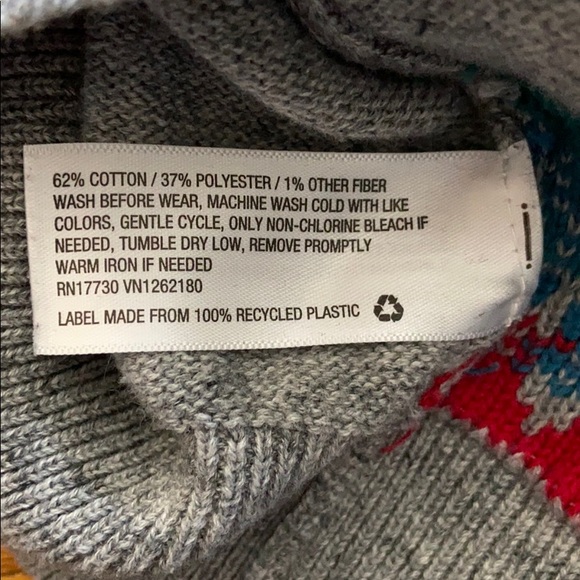 62% COTTON / 37% POLYESTER / 1% OTHER FIBER
WASH BEFORE WEAR, MACHINE WASH COLD WITH LIKE
COLORS, GENTLE CYCLE, ONLY NON-CHLORINE BLEACH IF
NEEDED, TUMBLE DRY LOW, REMOVE PROMPTLY
WARM IRON IF NEEDED
RN17730 VN1262180
LABEL MADE FROM 100% RECYCLED PLASTIC